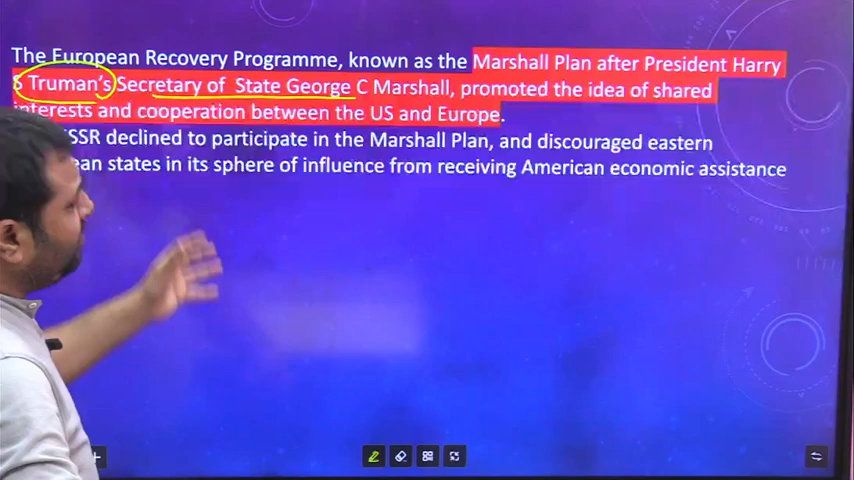 The European Recovery Programme, known as the Marshall Plan after President Harry
S Truman's Secretary of State George C Marshall, promoted the idea of shared
interests and cooperation between the US and Europe.
USSR declined to participate in the Marshall Plan, and discouraged eastern
states in its sphere of influence from receiving American economic assistance